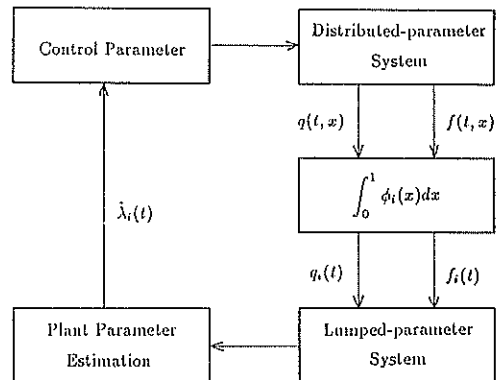 Control Parameter
Distributed-parameter
System
q(t, x)
f(t, x)
∫₀¹ ϕᵢ(x)dx
λ̂ᵢ(t)
qᵢ(t)
fᵢ(t)
Plant Parameter
Estimation
Lumped-parameter
System